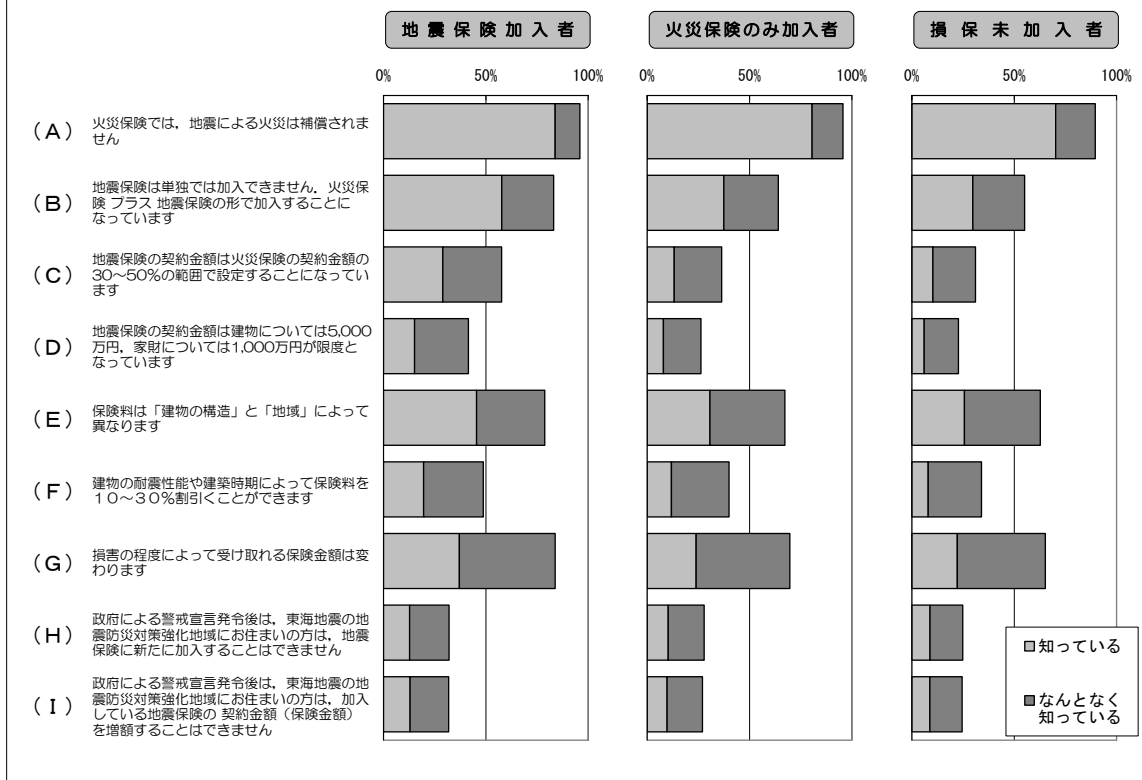 地震保険加入者
火災保険のみ加入者
損保未加入者
0% 50% 100%
0% 50% 100%
0% 50% 100%
(A) 火災保険では，地震による火災は補償されま
せん
(B) 地震保険は単独では加入できません．火災保
険 プラス 地震保険の形で加入することに
なっています
(C) 地震保険の契約金額は火災保険の契約金額の
30～50%の範囲で設定することになってい
ます
(D) 地震保険の契約金額は建物については5,000
万円，家財については1,000万円が限度と
なっています
(E) 保険料は「建物の構造」と「地域」によって
異なります
(F) 建物の耐震性能や建築時期によって保険料を
１０～３０%割引くことができます
(G) 損害の程度によって受け取れる保険金額は変
わります
(H) 政府による警戒宣言発令後は，東海地震の地
震防災対策強化地域にお住まいの方は，地震
保険に新たに加入することはできません
(I) 政府による警戒宣言発令後は，東海地震の地
震防災対策強化地域にお住まいの方は，加入
している地震保険の 契約金額（保険金額）
を増額することはできません
知っている
なんとなく
知っている